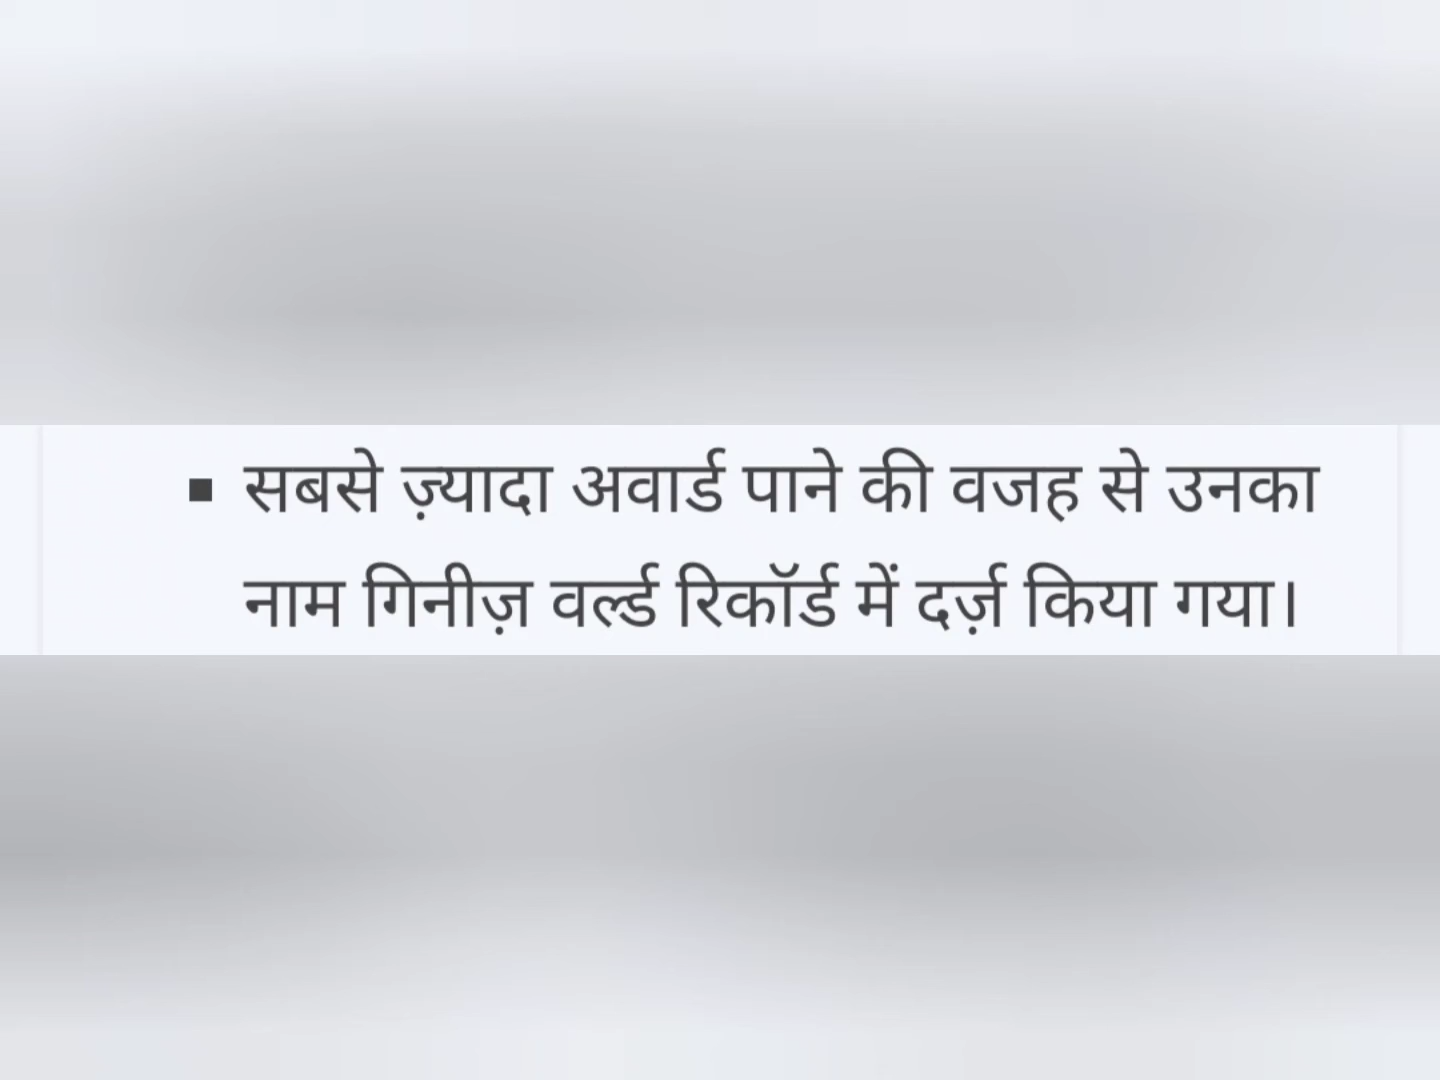 ▪ सबसे ज़्यादा अवार्ड पाने की वजह से उनका
नाम गिनीज़ वर्ल्ड रिकॉर्ड में दर्ज़ किया गया।